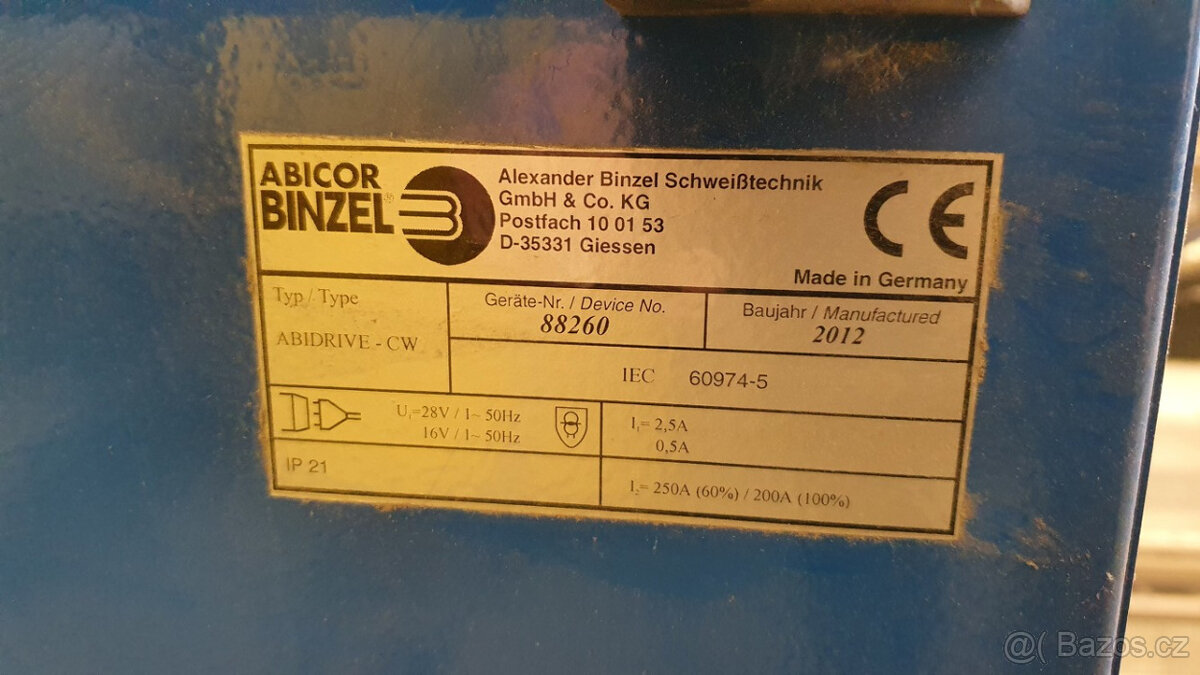 ABICOR
BINZEL®
Alexander Binzel Schweißtechnik
GmbH & Co. KG
Postfach 10 01 53
D-35331 Giessen
CE
Made in Germany
Typ / Type
ABIDRIVE - CW
Geräte-Nr. / Device No.
88260
Baujahr / Manufactured
2012
IEC 60974-5
U₁=28V / 1~ 50Hz
16V / 1~ 50Hz
I₁= 2,5A
0,5A
IP 21
I₂= 250A (60%) / 200A (100%)
@( Bazos.cz